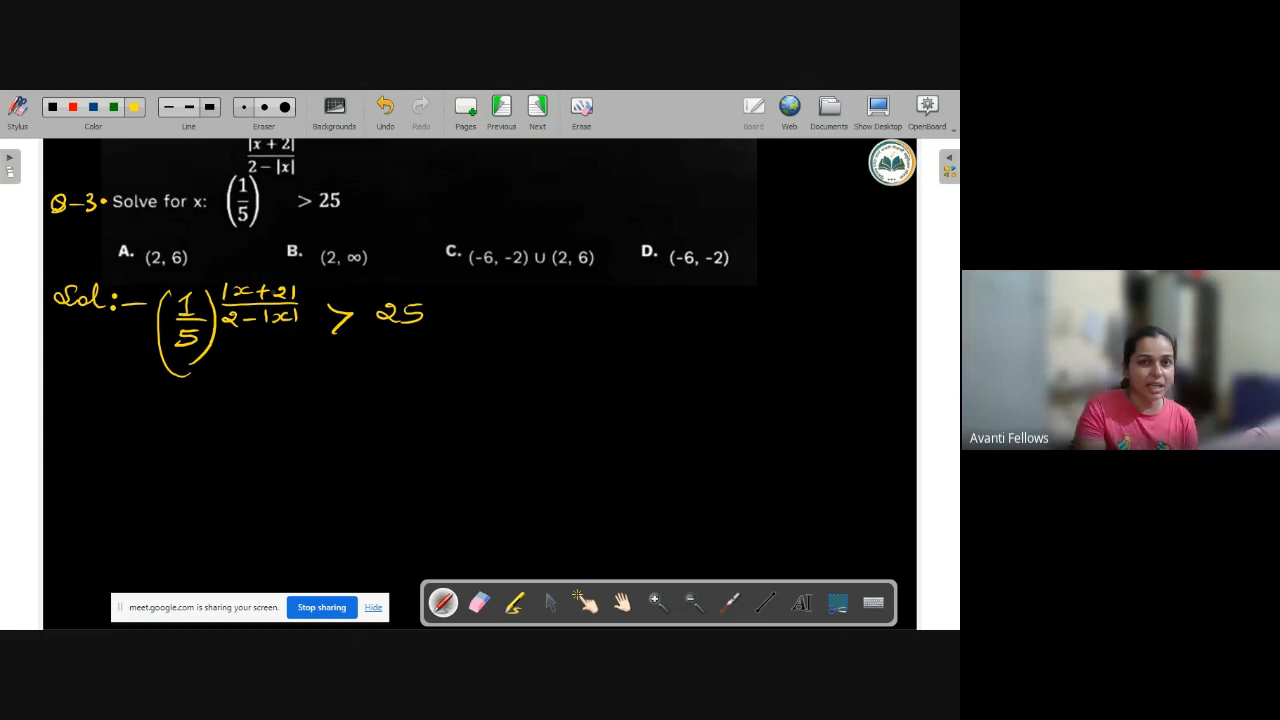 Color Line Eraser Backgrounds Undo Redo Pages Previous Next Erase Board Web Documents Show Desktop OpenBoard
Stylus
|x + 2|
2 − |x|
Q-3• Solve for x: (1/5) > 25
A. (2, 6) B. (2, ∞) C. (-6, -2) ∪ (2, 6) D. (-6, -2)
Sol:- (1/5)^(|x+2|/2-|x|) > 25
Avanti Fellows
meet.google.com is sharing your screen. Stop sharing Hide
AI